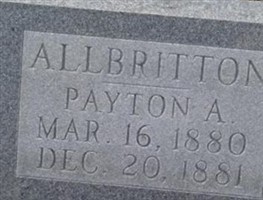 ALLBRITTON
PAYTON A.
MAR. 16, 1880
DEC. 20, 1881